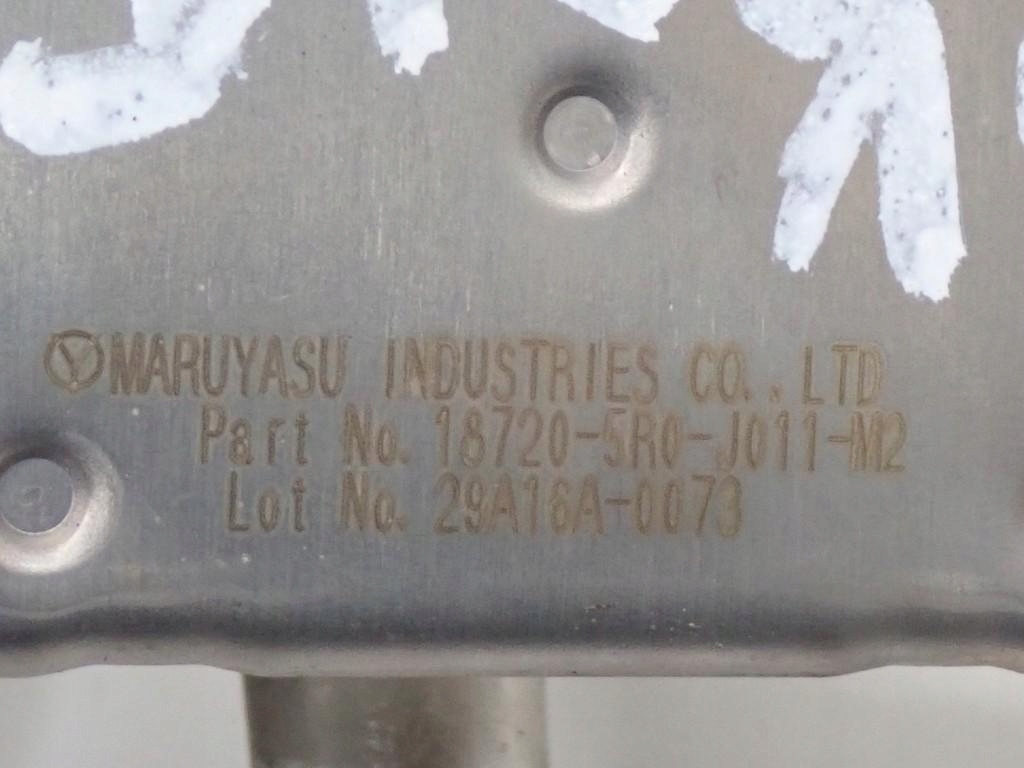 MARUYASU INDUSTRIES CO.,LTD
Part No. 18720-5R0-J011-M2
Lot No. 29A16A-0073